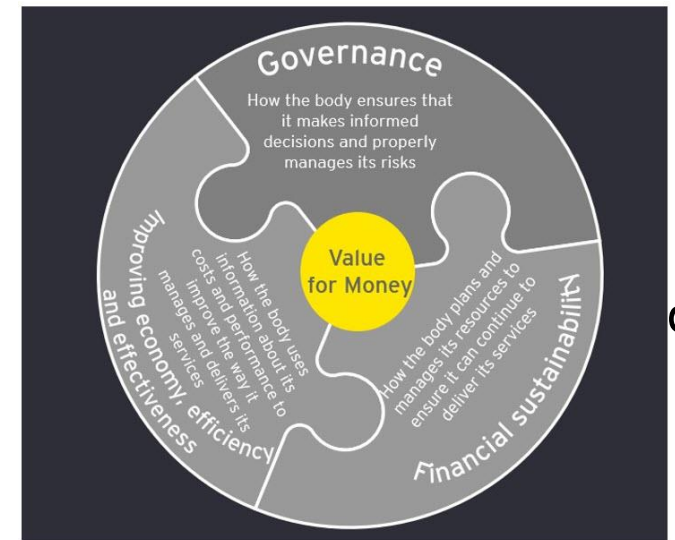 Governance
How the body ensures that
it makes informed
decisions and properly
manages its risks
Value
for Money
Improving economy, efficiency
and effectiveness
How the body uses
information about its
costs and performance to
improve the way it
manages and delivers its
services
How the body plans and
manages its resources to
ensure it can continue to
deliver its services
Financial sustainability